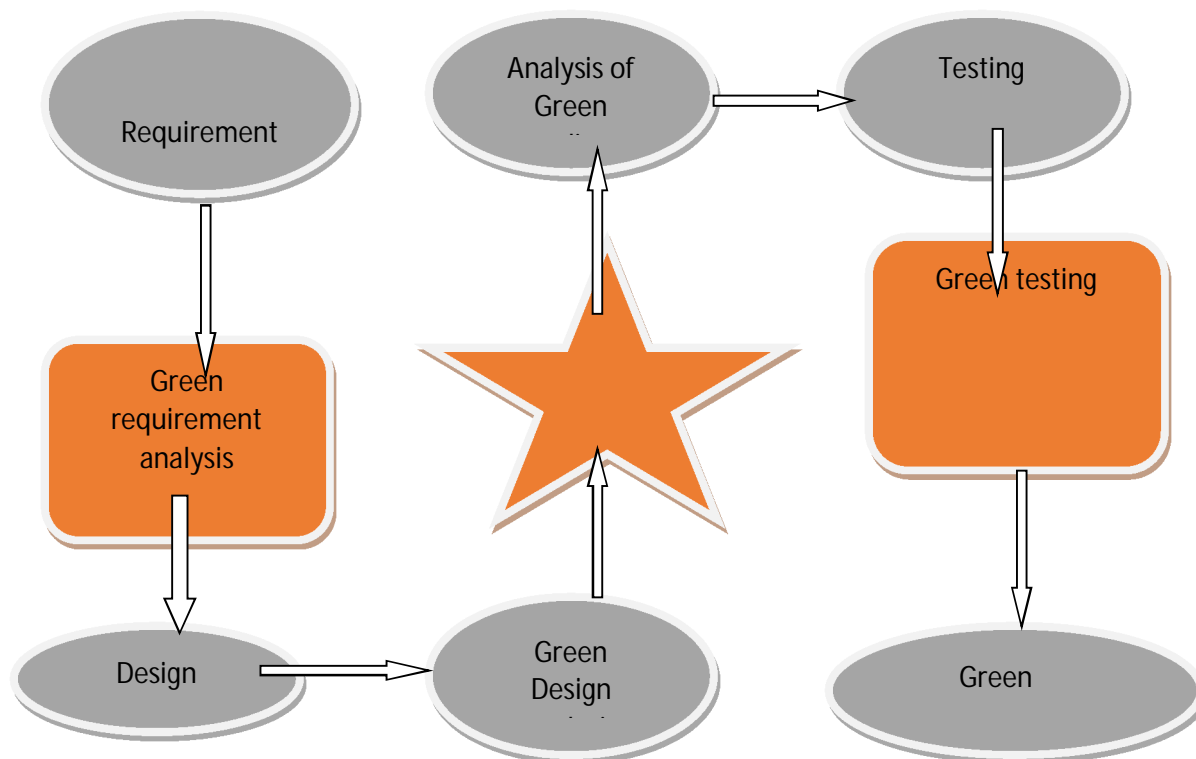 Requirement
Green
requirement
analysis
Design
Green
Design
Analysis of
Green
Testing
Green testing
Green